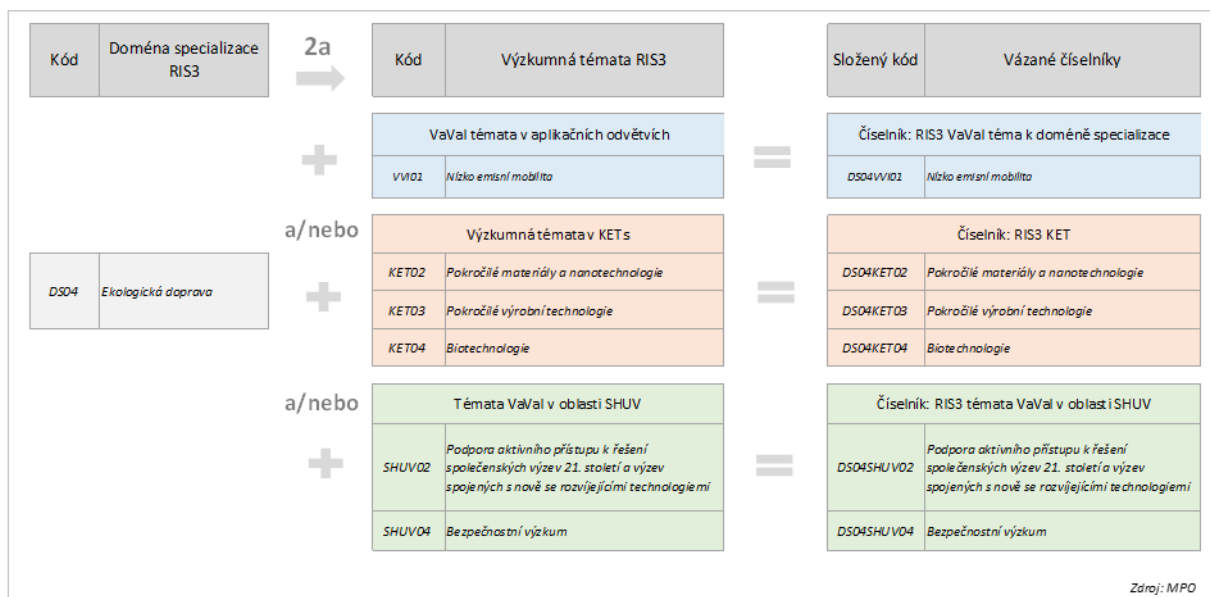 Kód
Doména specializace
RIS3
2a
Kód
Výzkumná témata RIS3
Složený kód
Vázané číselníky
VaVaI témata v aplikačních odvětvích
VVI01
Nízko emisní mobilita
Číselník: RIS3 VaVaI téma k doméně specializace
DS04VVI01
Nízko emisní mobilita
DS04
Ekologická doprava
a/nebo
Výzkumná témata v KETs
KET02
Pokročilé materiály a nanotechnologie
KET03
Pokročilé výrobní technologie
KET04
Biotechnologie
Číselník: RIS3 KET
DS04KET02
Pokročilé materiály a nanotechnologie
DS04KET03
Pokročilé výrobní technologie
DS04KET04
Biotechnologie
a/nebo
Témata VaVaI v oblasti SHUV
SHUV02
Podpora aktivního přístupu k řešení
společenských výzev 21. století a výzev
spojených s nově se rozvíjejícími technologiemi
SHUV04
Bezpečnostní výzkum
Číselník: RIS3 témata VaVaI v oblasti SHUV
DS04SHUV02
Podpora aktivního přístupu k řešení
společenských výzev 21. století a výzev
spojených s nově se rozvíjejícími technologiemi
DS04SHUV04
Bezpečnostní výzkum
Zdroj: MPO